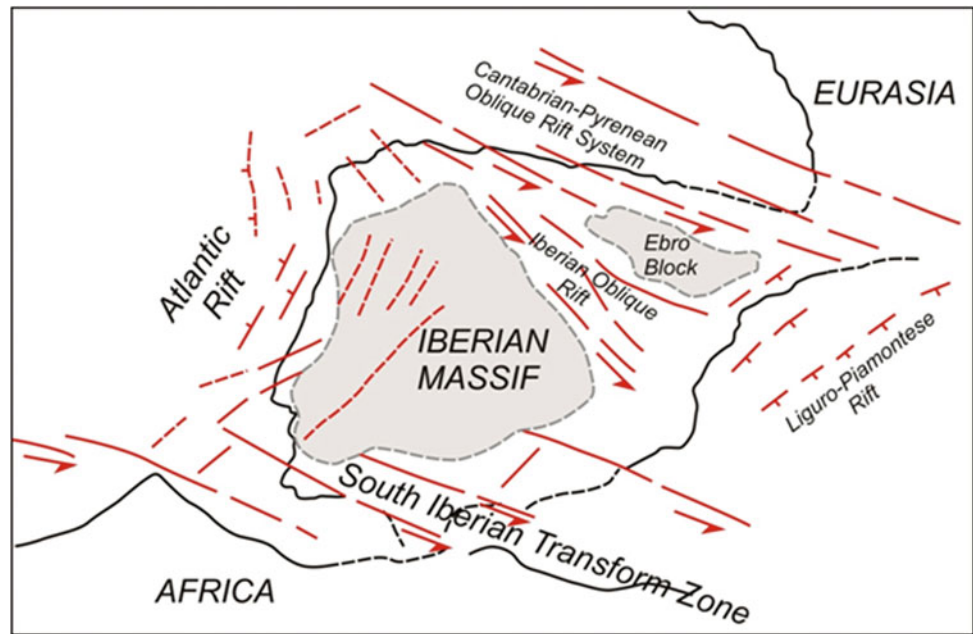 Cantabrian-Pyrenean
Oblique Rift System
EURASIA
Atlantic
Rift
Iberian Oblique
Rift
Ebro
Block
IBERIAN
MASSIF
Liguro-Piamontese
Rift
South Iberian Transform Zone
AFRICA